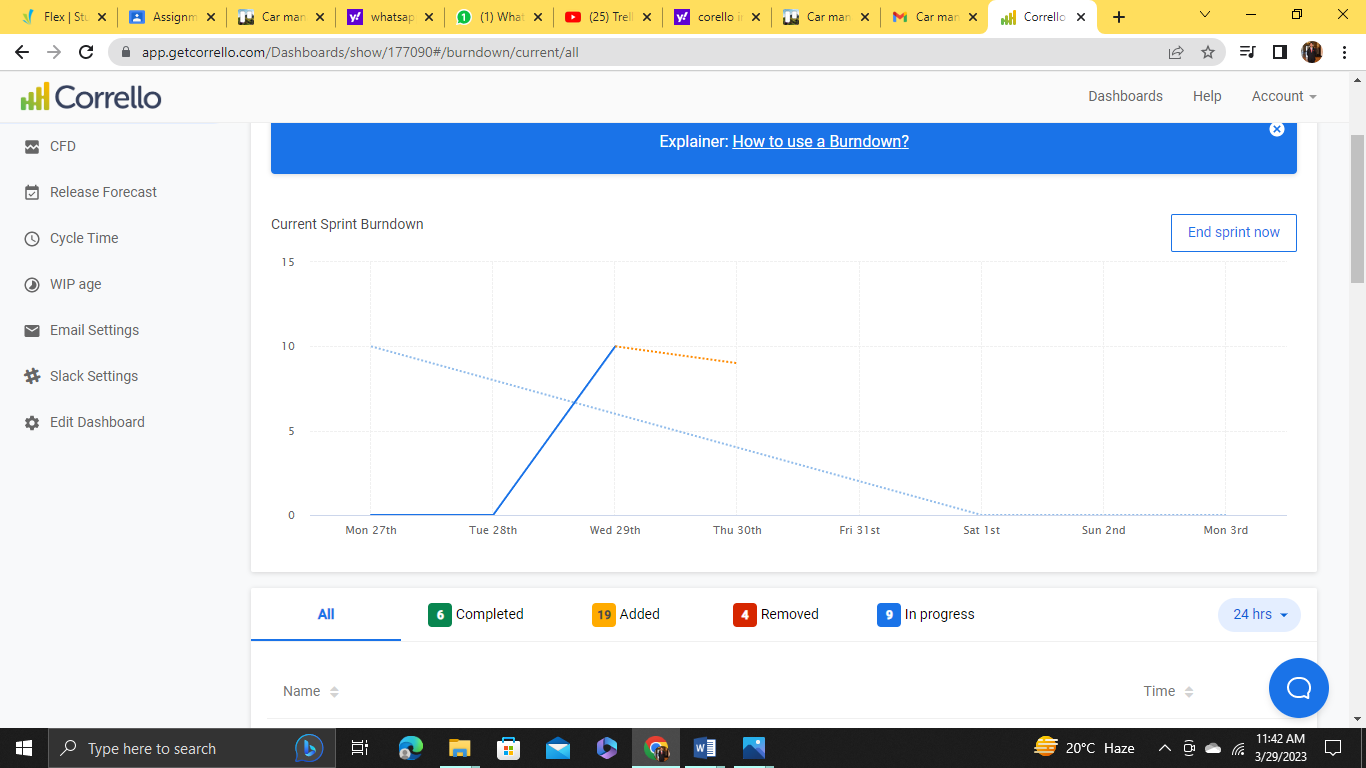 Flex | Stu
Assignm
Car man
whatsap
(1) What
(25) Trell
corello i
Car man
Car man
Corrello
app.getcorrello.com/Dashboards/show/177090#/burndown/current/all
Corrello
Dashboards Help Account
Explainer: How to use a Burndown?
CFD
Release Forecast
Cycle Time
WIP age
Email Settings
Slack Settings
Edit Dashboard
Current Sprint Burndown
End sprint now
15
10
5
0
Mon 27th Tue 28th Wed 29th Thu 30th Fri 31st Sat 1st Sun 2nd Mon 3rd
All 6 Completed 19 Added 4 Removed 9 In progress 24 hrs
Name Time
Type here to search
20°C Haze
11:42 AM
3/29/2023